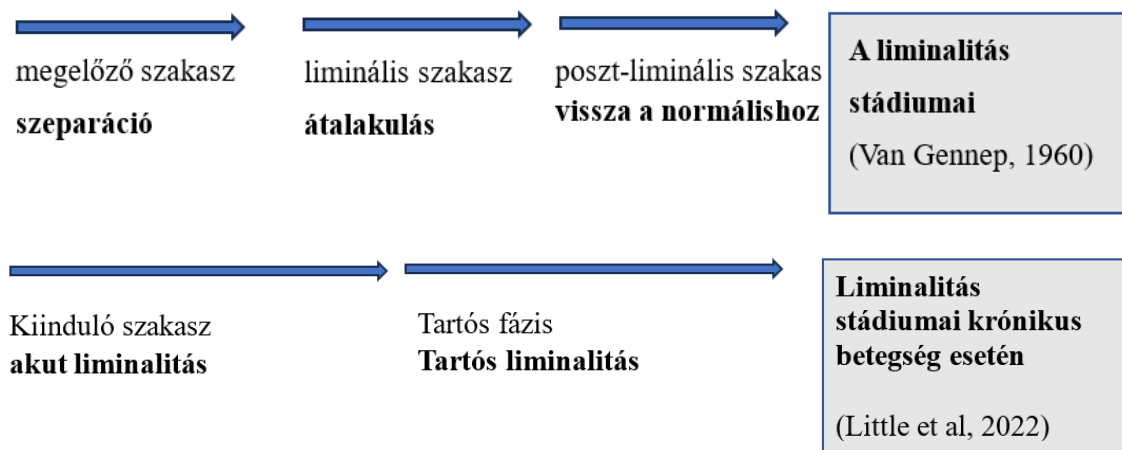 megelőző szakasz
szeparáció
liminális szakasz
átalakulás
poszt-liminális szakas
vissza a normálishoz
A liminalitás
stádiumai
(Van Gennep, 1960)
Kiinduló szakasz
akut liminalitás
Tartós fázis
Tartós liminalitás
Liminalitás
stádiumai krónikus
betegség esetén
(Little et al, 2022)